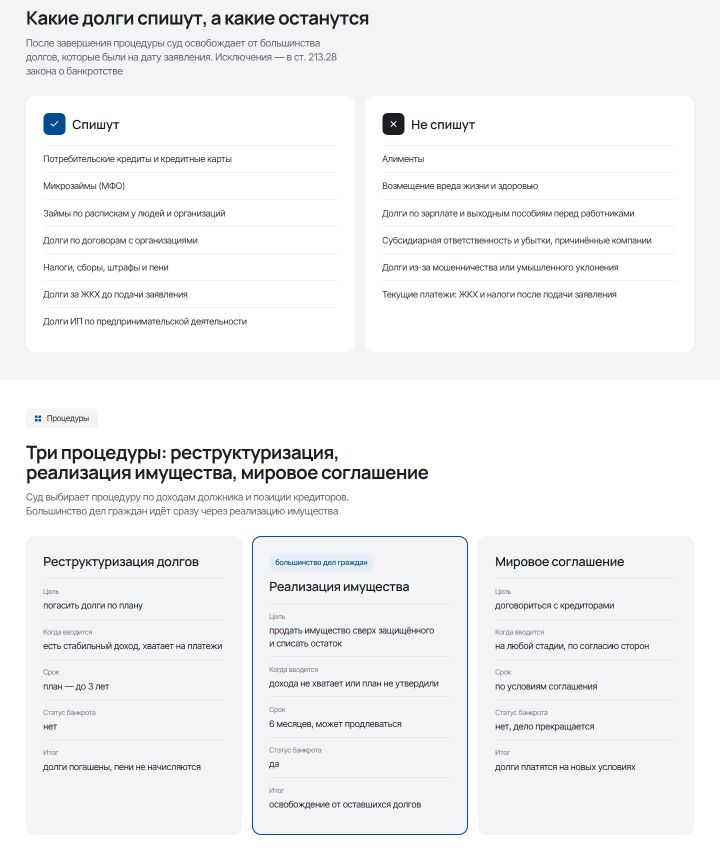 Какие долги спишут, а какие останутся
После завершения процедуры суд освобождает от большинства
долгов, которые были на дату заявления. Исключения — в ст. 213.28
закона о банкротстве
Спишут
Потребительские кредиты и кредитные карты
Микрозаймы (МФО)
Займы по распискам у людей и организаций
Долги по договорам с организациями
Налоги, сборы, штрафы и пени
Долги за ЖКХ до подачи заявления
Долги ИП по предпринимательской деятельности
Не спишут
Алименты
Возмещение вреда жизни и здоровью
Долги по зарплате и выходным пособиям перед работниками
Субсидиарная ответственность и убытки, причинённые компании
Долги из-за мошенничества или умышленного уклонения
Текущие платежи: ЖКХ и налоги после подачи заявления
Процедуры
Три процедуры: реструктуризация,
реализация имущества, мировое соглашение
Суд выбирает процедуру по доходам должника и позиции кредиторов.
Большинство дел граждан идёт сразу через реализацию имущества
Реструктуризация долгов
Цель
погасить долги по плану
Когда вводится
есть стабильный доход, хватает на платежи
Срок
план — до 3 лет
Статус банкрота
нет
Итог
долги погашены, пени не начисляются
большинство дел граждан
Реализация имущества
Цель
продать имущество сверх защищённого
и списать остаток
Когда вводится
дохода не хватает или план не утвердили
Срок
6 месяцев, может продлеваться
Статус банкрота
да
Итог
освобождение от оставшихся долгов
Мировое соглашение
Цель
договориться с кредиторами
Когда вводится
на любой стадии, по согласию сторон
Срок
по условиям соглашения
Статус банкрота
нет, дело прекращается
Итог
долги платятся на новых условиях